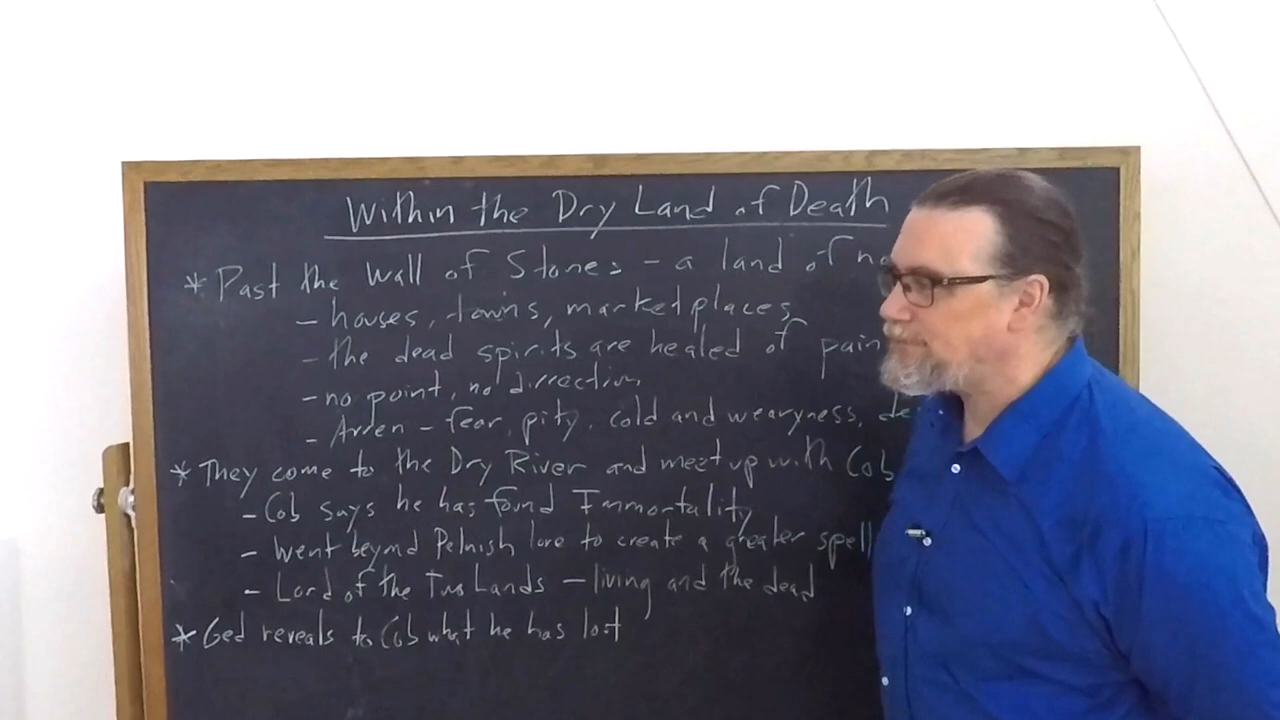 Within the Dry Land of Death
* Past the Wall of Stones - a land of
- houses, towns, marketplaces
- the dead spirits are healed of pain
- no point, no direction
- Arren - fear, pity, cold and wearyness,
* They come to the Dry River and meet up with Cob
- Cob says he has found Immortality
- Went beyond Pelnish lore to create a greater spell
- Lord of the Two Lands - living and the dead
* Ged reveals to Cob what he has lost